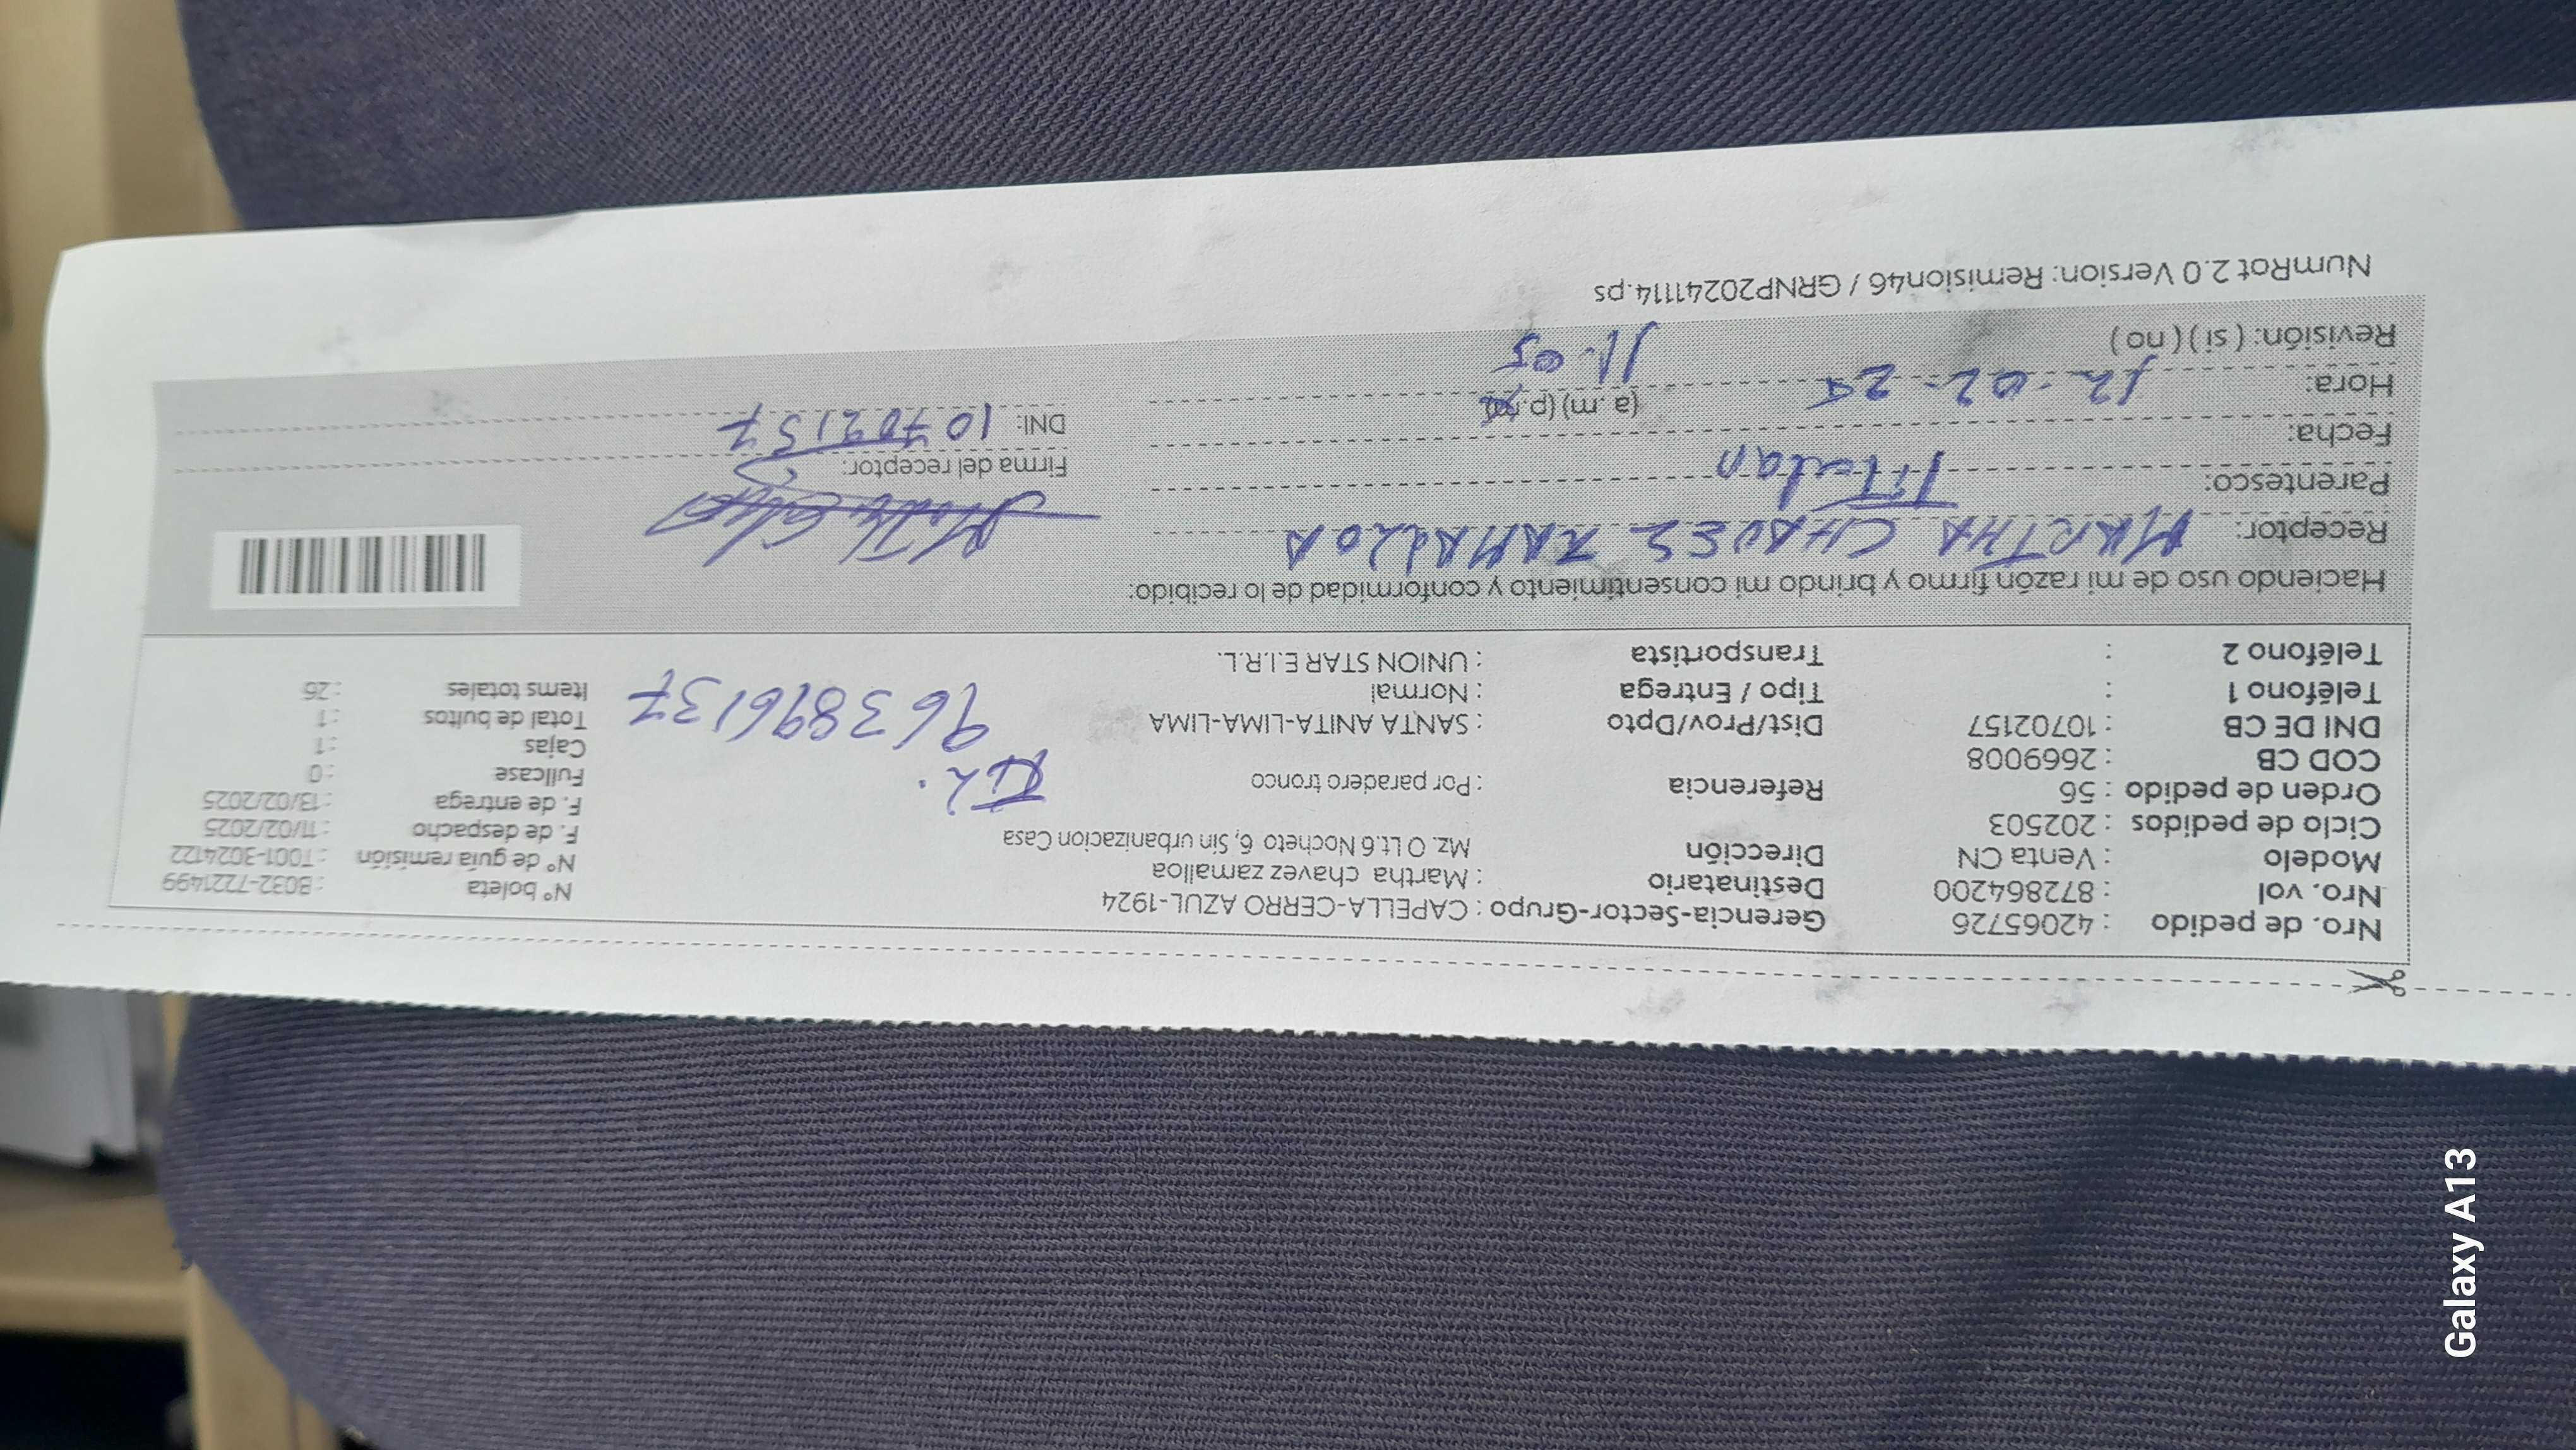 Nro. de pedido : 42065726 Gerencia-Sector-Grupo : CAPELLA-CERRO AZUL-1924 N° boleta : B032-7221499
Nro. vol : 872864200 Destinatario : Martha chavez zamalloa N° de guía remisión : T001-3024122
Modelo : Venta CN Dirección Mz. O Lt.6 Nocheto 6, Sin urbanizacion Casa F. de despacho : 11/02/2025
Ciclo de pedidos : 202503 F. de entrega : 13/02/2025
Orden de pedido : 56 Referencia : Por paradero tronco Fullcase : 0
COD CB : 2669008 Cajas : 1
DNI DE CB : 10702157 Dist/Prov/Dpto : SANTA ANITA-LIMA-LIMA 963896137 Total de bultos : 1
Teléfono 1 : Tipo / Entrega : Normal Items totales : 26
Teléfono 2 : Transportista : UNION STAR E.I.R.L.
Haciendo uso de mi razón firmo y brindo mi consentimiento y conformidad de lo recibido:
Receptor: MARTHA CHAVEZ ZAMALLOA
Parentesco: Titular Firma del receptor:
Fecha: 12-02-25 DNI: 10702157
Hora: (a.m) (p.m) 11:05
Revisión: ( si ) ( no )
NumRot 2.0 Version: Remision46 / GRNP20241114.ps
Galaxy A13